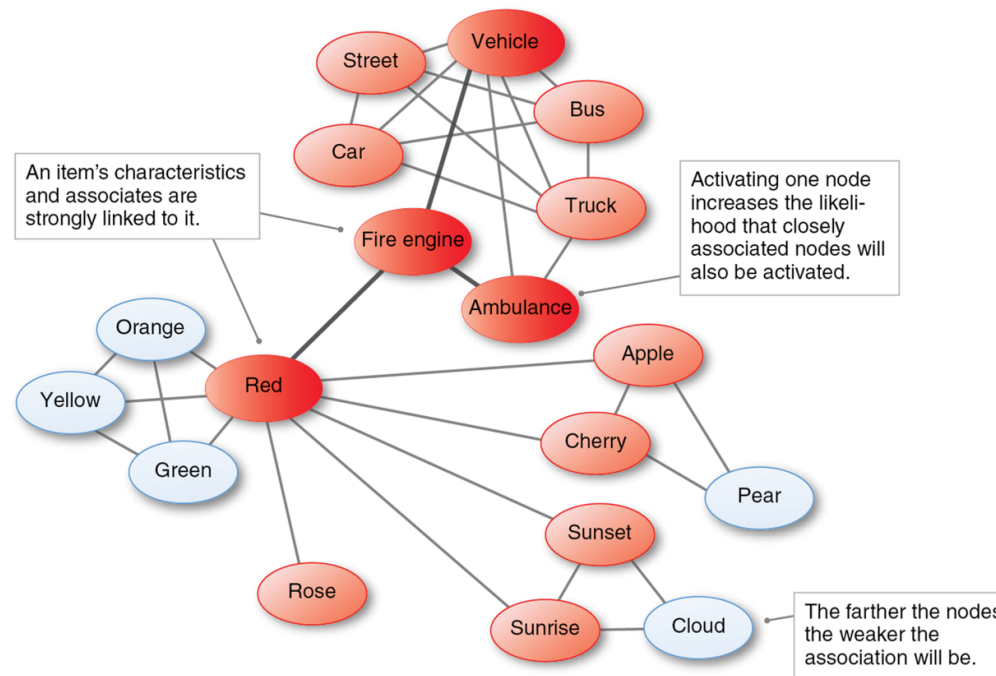 Vehicle
Street
Bus
Car
An item's characteristics
and associates are
strongly linked to it.
Activating one node
increases the likeli-
hood that closely
associated nodes will
also be activated.
Truck
Fire engine
Ambulance
Orange
Apple
Red
Yellow
Cherry
Green
Pear
Sunset
Rose
Sunrise
Cloud
The farther the nodes
the weaker the
association will be.